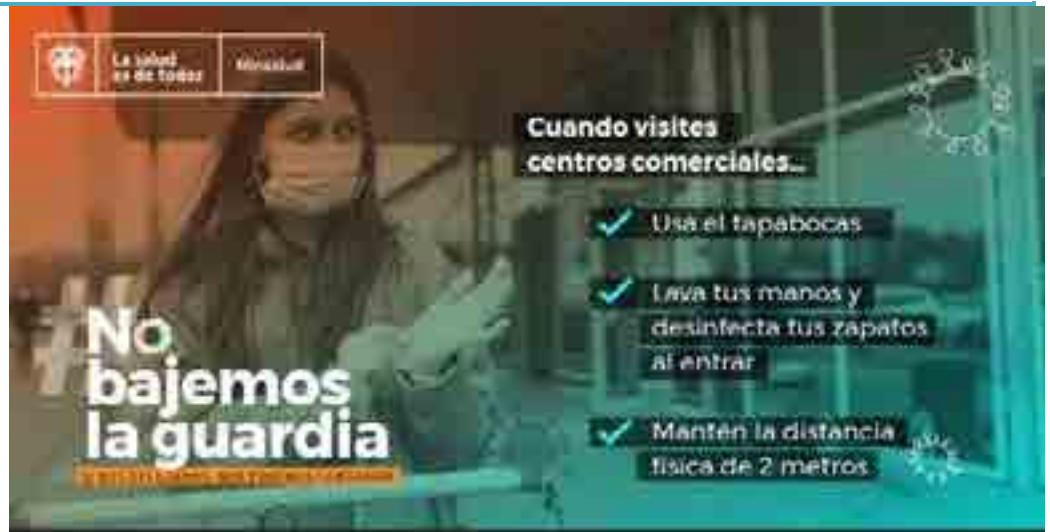 La salud
es de todos
Minsalud
Cuando visites
centros comerciales...
Usa el tapabocas
Lava tus manos y
desinfecta tus zapatos
al entrar
Mantén la distancia
física de 2 metros
#No
bajemos
la guardia